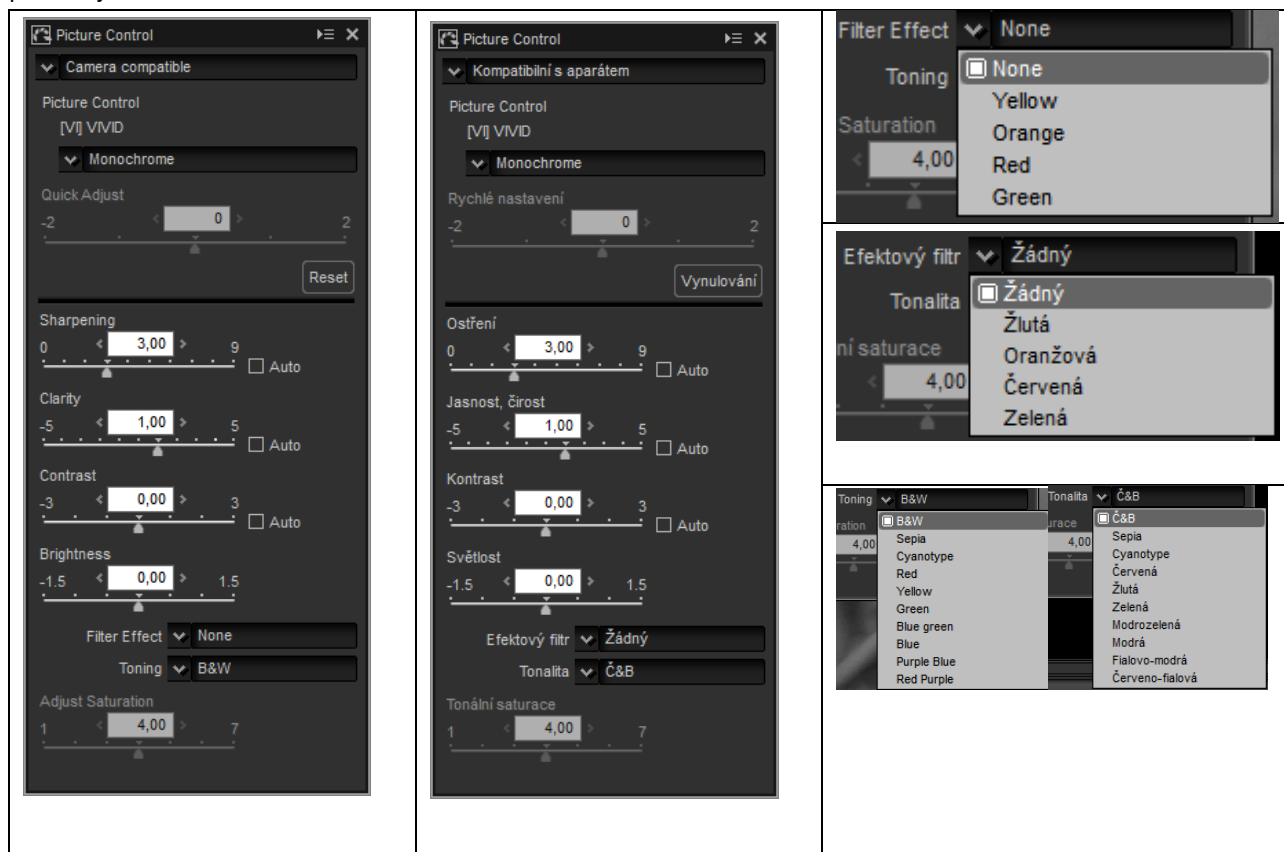 Picture Control
Camera compatible
Picture Control
[VI] VIVID
Monochrome
Quick Adjust
-2 0 2
Reset
Sharpening
0 3,00 9
Auto
Clarity
-5 1,00 5
Auto
Contrast
-3 0,00 3
Auto
Brightness
-1.5 0,00 1.5
Filter Effect None
Toning B&W
Adjust Saturation
1 4,00 7
Picture Control
Kompatibilní s aparátem
Picture Control
[VI] VIVID
Monochrome
Rychlé nastavení
-2 0 2
Vynulování
Ostření
0 3,00 9
Auto
Jasnost, čirost
-5 1,00 5
Auto
Kontrast
-3 0,00 3
Auto
Světlost
-1.5 0,00 1.5
Efektový filtr Žádný
Tonalita Č&B
Tonální saturace
1 4,00 7
Filter Effect None
Toning
None
Yellow
Saturation
Orange
4,00
Red
Green
Efektový filtr Žádný
Tonalita
Žádný
Žlutá
ní saturace
Oranžová
4,00
Červená
Zelená
Toning B&W
ration
B&W
4,00
Sepia
Cyanotype
Red
Yellow
Green
Blue green
Blue
Purple Blue
Red Purple
Tonalita Č&B
urace
Č&B
4,00
Sepia
Cyanotype
Červená
Žlutá
Zelená
Modrozelená
Modrá
Fialovo-modrá
Červeno-fialová